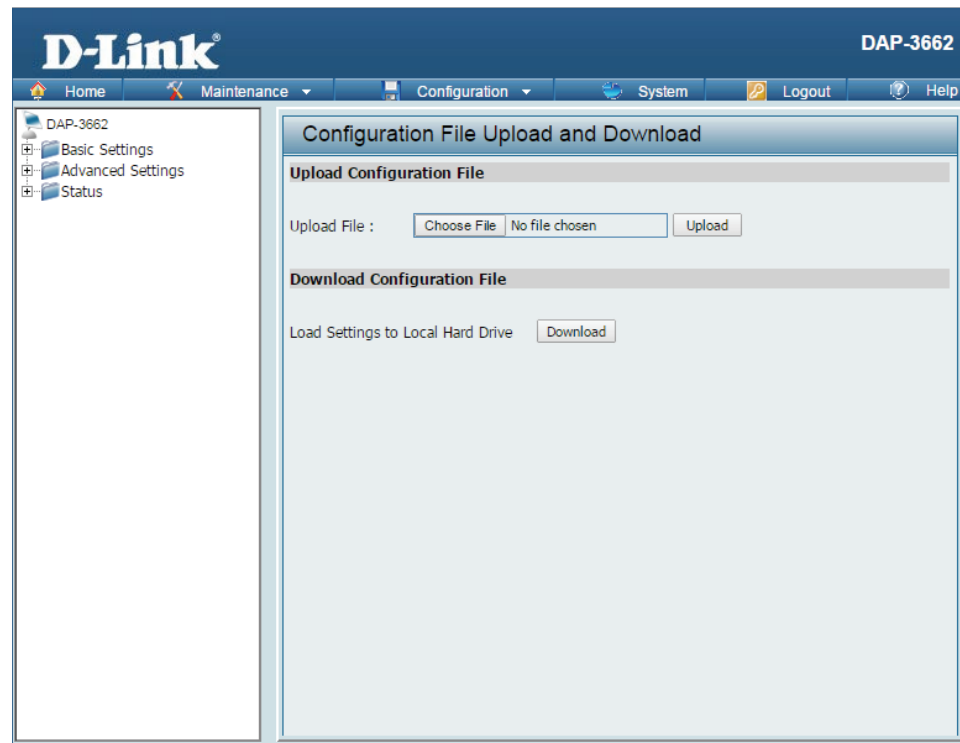 D-Link®
DAP-3662
Home Maintenance Configuration System Logout Help
DAP-3662
Basic Settings
Advanced Settings
Status
Configuration File Upload and Download
Upload Configuration File
Upload File : Choose File No file chosen Upload
Download Configuration File
Load Settings to Local Hard Drive Download